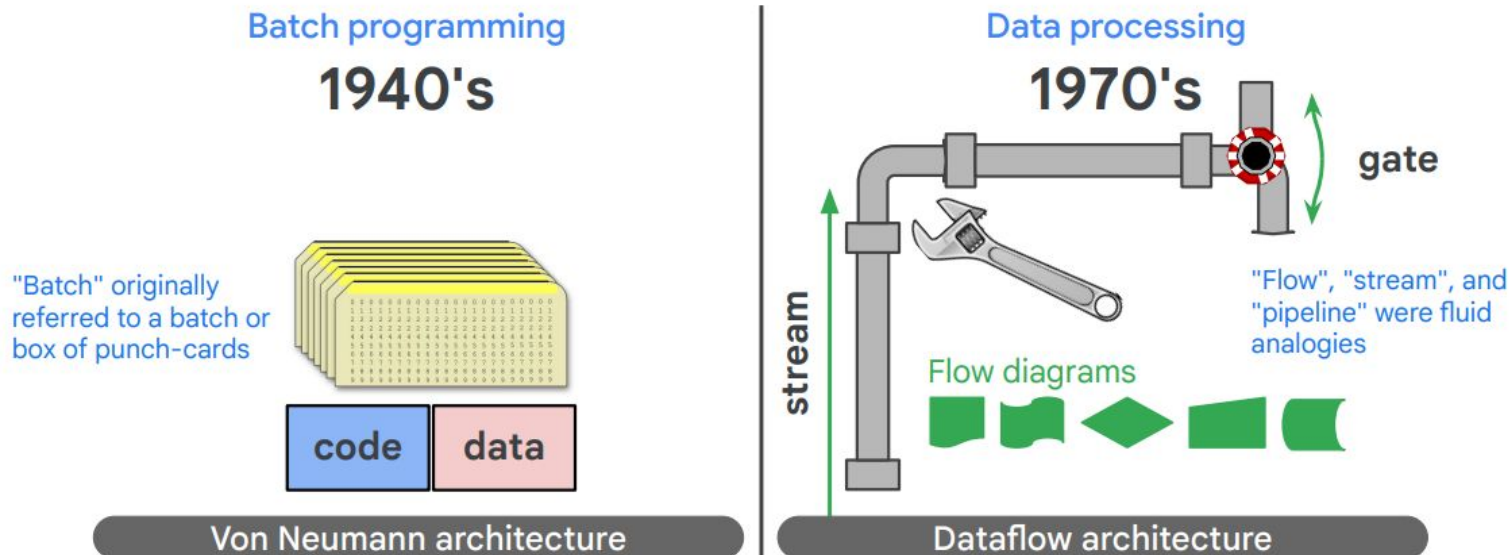 Batch programming
1940's
"Batch" originally
referred to a batch or
box of punch-cards
code data
Von Neumann architecture
Data processing
1970's
gate
stream
"Flow", "stream", and
"pipeline" were fluid
analogies
Flow diagrams
Dataflow architecture